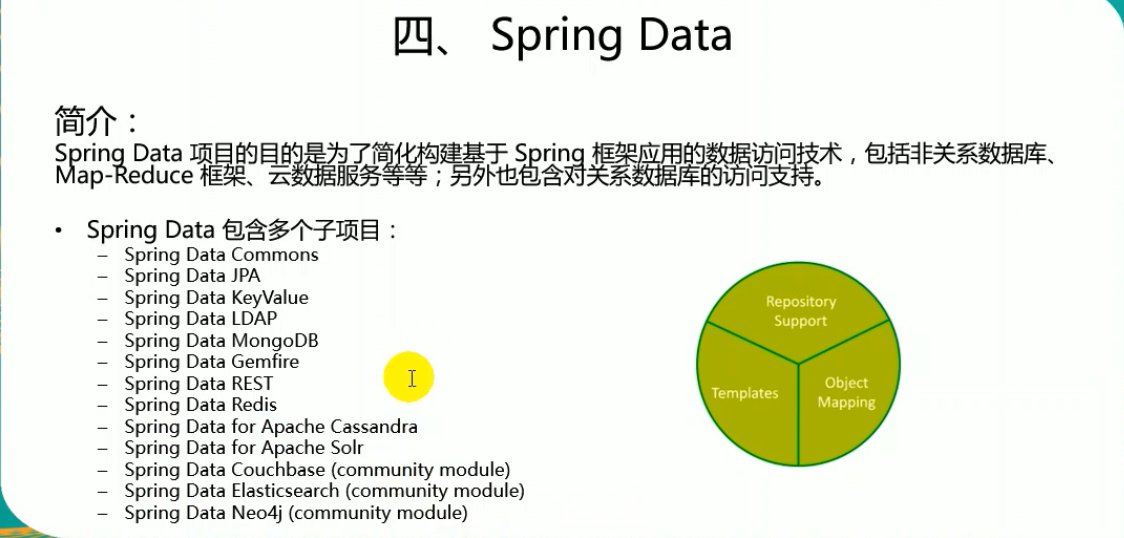 四、 Spring Data
简介：
Spring Data 项目的目的是为了简化构建基于 Spring 框架应用的数据访问技术，包括非关系数据库、
Map-Reduce 框架、云数据服务等等；另外也包含对关系数据库的访问支持。
• Spring Data 包含多个子项目：
– Spring Data Commons
– Spring Data JPA
– Spring Data KeyValue
– Spring Data LDAP
– Spring Data MongoDB
– Spring Data Gemfire
– Spring Data REST
– Spring Data Redis
– Spring Data for Apache Cassandra
– Spring Data for Apache Solr
– Spring Data Couchbase (community module)
– Spring Data Elasticsearch (community module)
– Spring Data Neo4j (community module)
Repository
Support
Templates
Object
Mapping